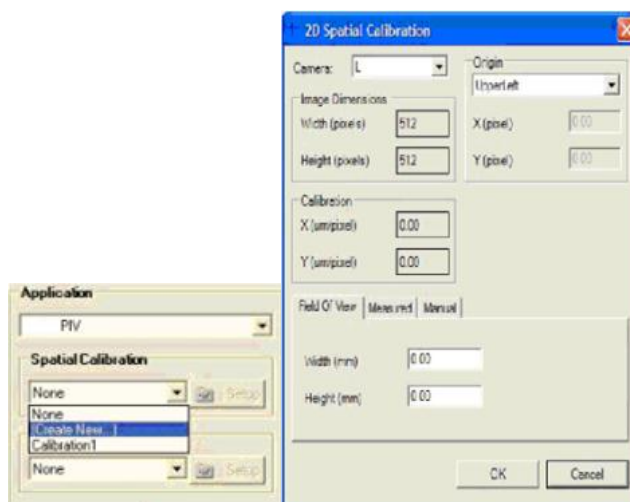 Application
PIV
Spatial Calibration
None
Setup
None
Create New...
Calibration1
None
Setup
2D Spatial Calibration
Camera: L
Origin
UpperLeft
Image Dimensions
Width (pixels) 512
X (pixel) 0.00
Height (pixels) 512
Y (pixel) 0.00
Calibration
X (um/pixel) 0.00
Y (um/pixel) 0.00
Field Of View Measured Manual
Width (mm) 0.00
Height (mm) 0.00
OK Cancel